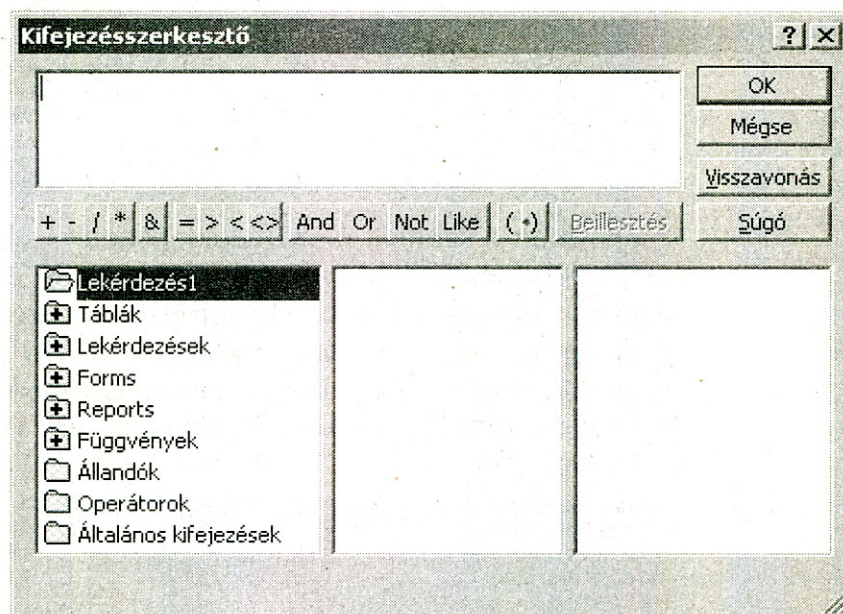 Kifejezésszerkesztő
OK
Mégse
Visszavonás
+ - / * & = > < <> And Or Not Like ( ) Beillesztés Súgó
Lekérdezés1
Táblák
Lekérdezések
Forms
Reports
Függvények
Állandók
Operátorok
Általános kifejezések